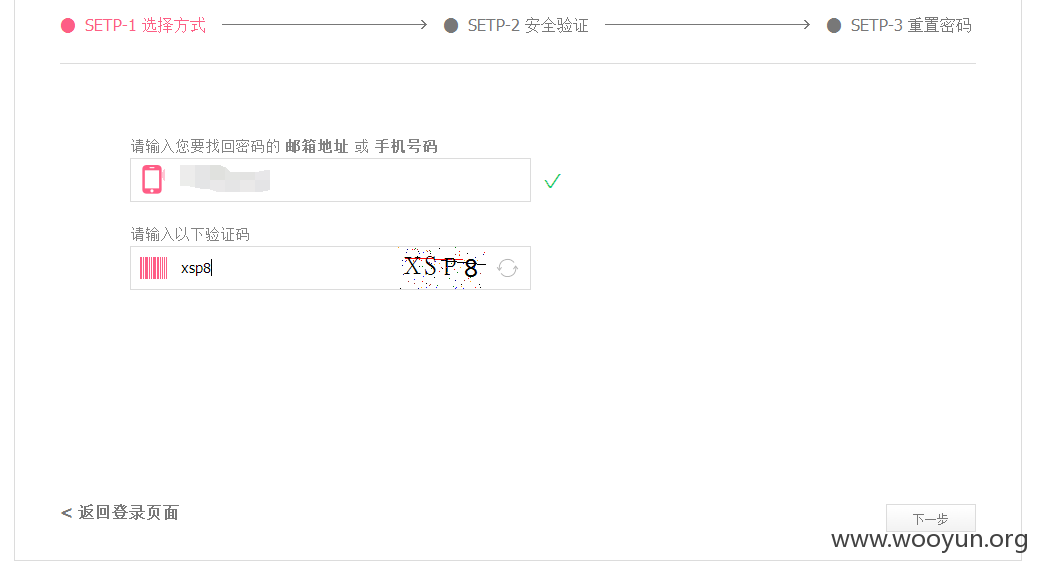 SETP-1 选择方式 SETP-2 安全验证 SETP-3 重置密码
请输入您要找回密码的 邮箱地址 或 手机号码
请输入以下验证码
xsp8 XSP8
< 返回登录页面 下一步
www.wooyun.org